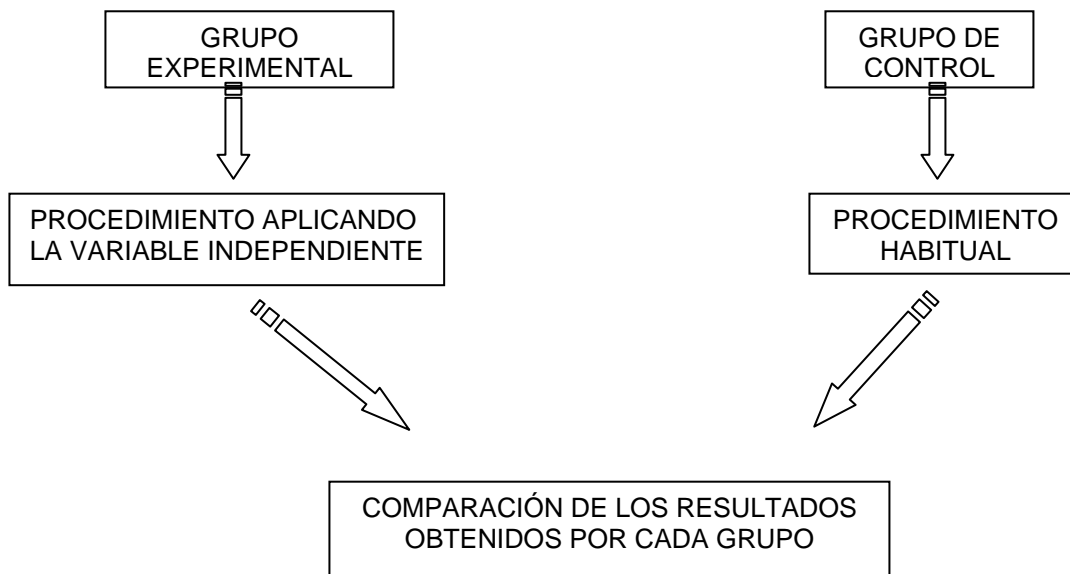 GRUPO
EXPERIMENTAL
GRUPO DE
CONTROL
PROCEDIMIENTO APLICANDO
LA VARIABLE INDEPENDIENTE
PROCEDIMIENTO
HABITUAL
COMPARACIÓN DE LOS RESULTADOS
OBTENIDOS POR CADA GRUPO